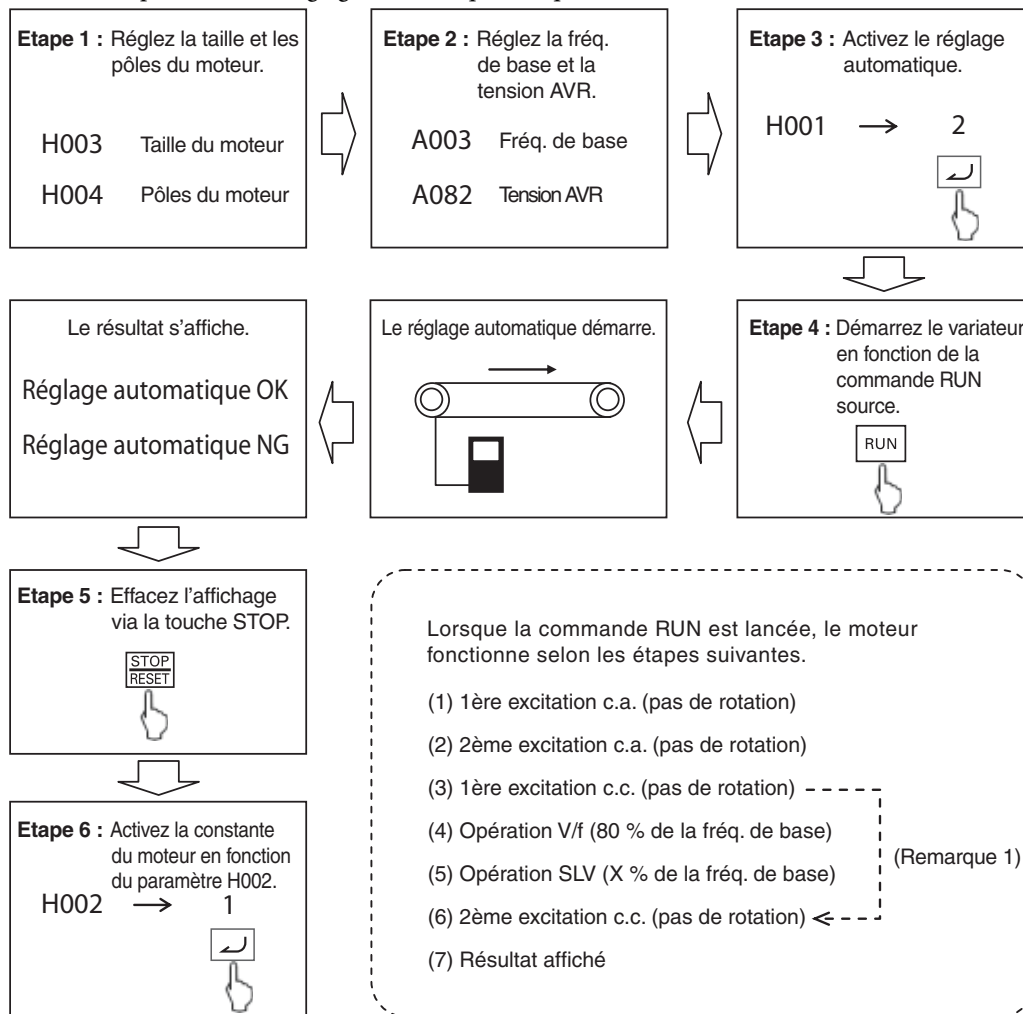 Etape 1 : Réglez la taille et les
pôles du moteur.
H003 Taille du moteur
H004 Pôles du moteur
Etape 2 : Réglez la fréq.
de base et la
tension AVR.
A003 Fréq. de base
A082 Tension AVR
Etape 3 : Activez le réglage
automatique.
H001 → 2
Etape 4 : Démarrez le variateur
en fonction de la
commande RUN
source.
RUN
Le réglage automatique démarre.
Le résultat s’affiche.
Réglage automatique OK
Réglage automatique NG
Etape 5 : Effacez l’affichage
via la touche STOP.
STOP
RESET
Etape 6 : Activez la constante
du moteur en fonction
du paramètre H002.
H002 → 1
Lorsque la commande RUN est lancée, le moteur
fonctionne selon les étapes suivantes.
(1) 1ère excitation c.a. (pas de rotation)
(2) 2ème excitation c.a. (pas de rotation)
(3) 1ère excitation c.c. (pas de rotation)
(4) Opération V/f (80 % de la fréq. de base)
(5) Opération SLV (X % de la fréq. de base)
(6) 2ème excitation c.c. (pas de rotation)
(7) Résultat affiché
(Remarque 1)